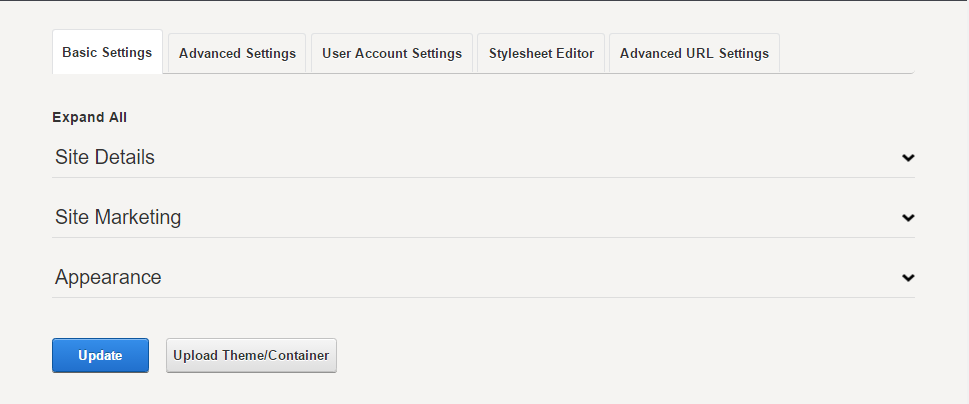 Basic Settings Advanced Settings User Account Settings Stylesheet Editor Advanced URL Settings
Expand All
Site Details
Site Marketing
Appearance
Update Upload Theme/Container